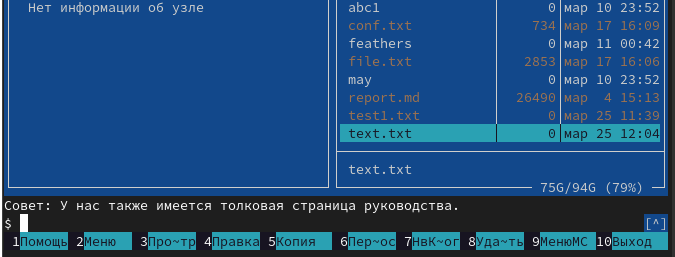 Нет информации об узле
abc1 0 мар 10 23:52
conf.txt 734 мар 17 16:09
feathers 0 мар 11 00:42
file.txt 2853 мар 17 16:06
may 0 мар 10 23:52
report.md 26490 мар 4 15:13
test1.txt 0 мар 25 11:39
text.txt 0 мар 25 12:04
text.txt
75G/94G (79%)
Совет: У нас также имеется толковая страница руководства.
$ [^]
1Помощь 2Меню 3Про~тр 4Правка 5Копия 6Пер~ос 7НвК~ог 8Уда~ть 9МенюМС 10Выход